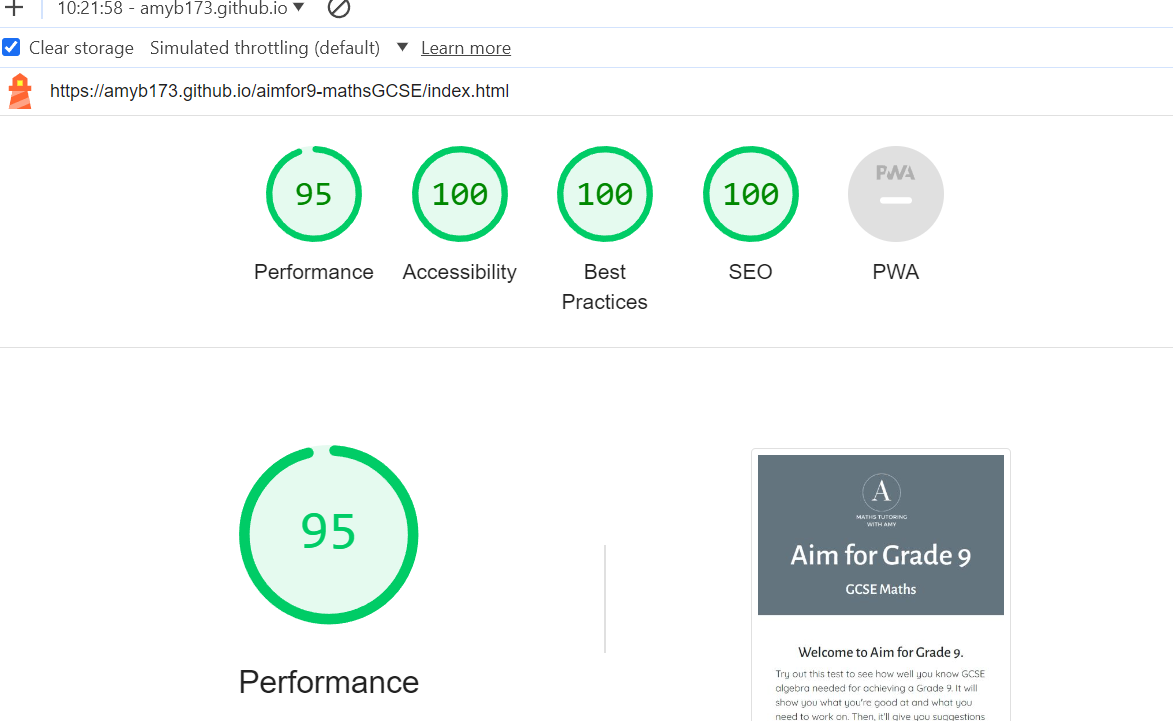 10:21:58 - amyb173.github.io
Clear storage Simulated throttling (default) Learn more
https://amyb173.github.io/aimfor9-mathsGCSE/index.html
95 100 100 100 PWA
Performance Accessibility Best Practices SEO PWA
95
Performance
A
MATHS TUTORING
WITH AMY
Aim for Grade 9
GCSE Maths
Welcome to Aim for Grade 9.
Try out this test to see how well you know GCSE
algebra needed for achieving a Grade 9. It will
show you what you're good at and what you
need to work on. Then, it'll give you suggestions